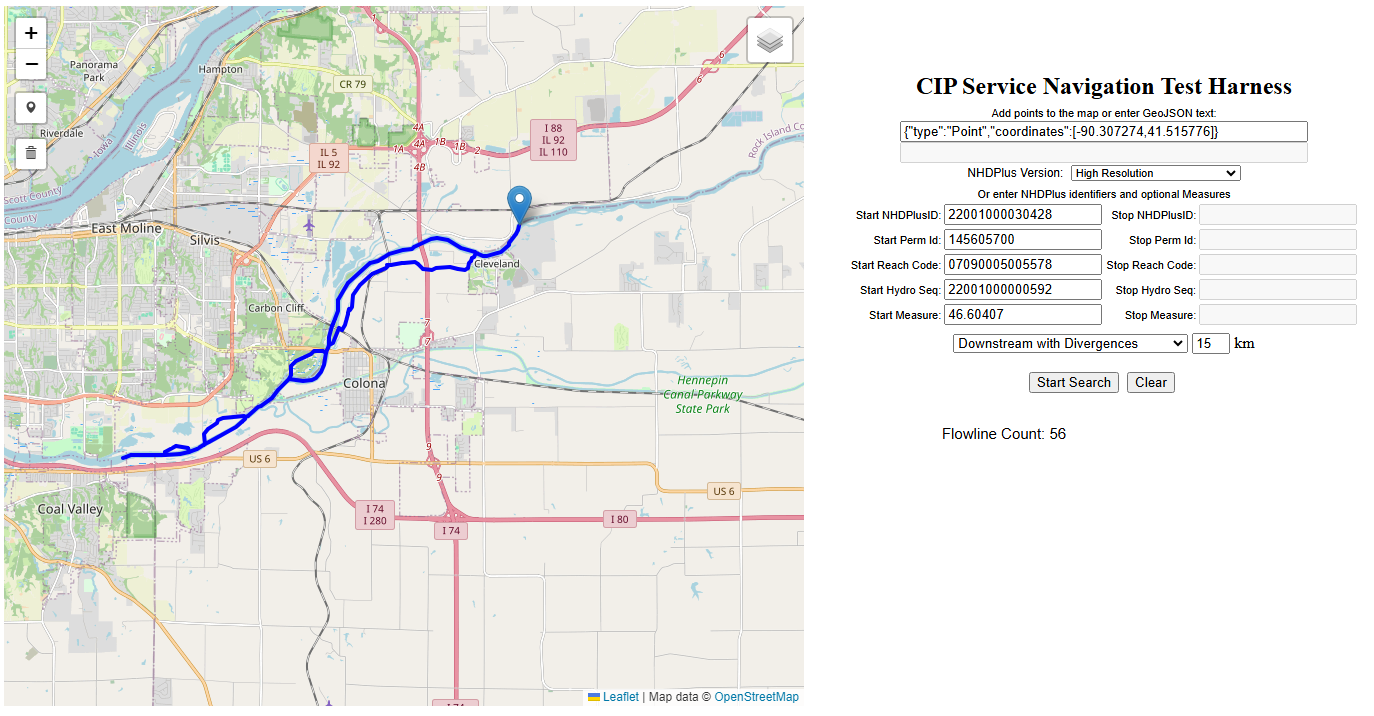 +
−
Panorama
Park
Hampton
CR 79
6
6
1
Riverdale
Iowa
Illinois
4A
1A
1B
1B
2
4B
I 88
IL 92
IL 110
IL 5
IL 92
Rock Island Co
Scott County
County
East Moline
Silvis
Cleveland
Carbon Cliff
7
7
Colona
Hennepin
Canal-Parkway
State Park
9
9
US 6
US 6
Coal Valley
I 74
I 280
I 74
I 80
I 74
Leaflet | Map data © OpenStreetMap
CIP Service Navigation Test Harness
Add points to the map or enter GeoJSON text:
{"type":"Point","coordinates":[-90.307274,41.515776]}
NHDPlus Version: High Resolution
Or enter NHDPlus identifiers and optional Measures
Start NHDPlusID: 22001000030428 Stop NHDPlusID:
Start Perm Id: 145605700 Stop Perm Id:
Start Reach Code: 07090005005578 Stop Reach Code:
Start Hydro Seq: 22001000000592 Stop Hydro Seq:
Start Measure: 46.60407 Stop Measure:
Downstream with Divergences 15 km
Start Search Clear
Flowline Count: 56